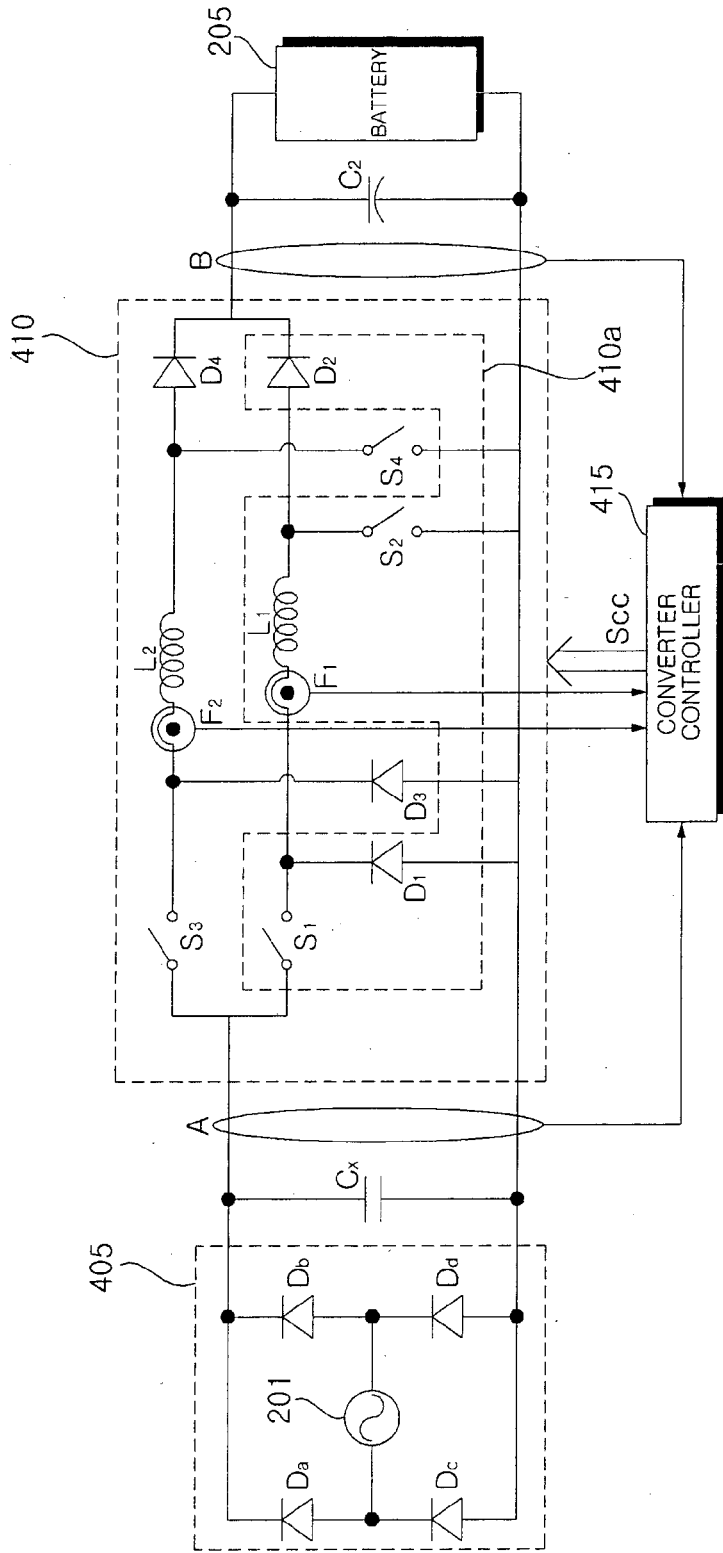 405
201
Da
Db
Dc
Dd
Cx
A
410
S3
S1
D3
D1
F2
L2
F1
L1
S2
S4
D4
D2
410a
B
C2
BATTERY
205
Scc
415
CONVERTER
CONTROLLER